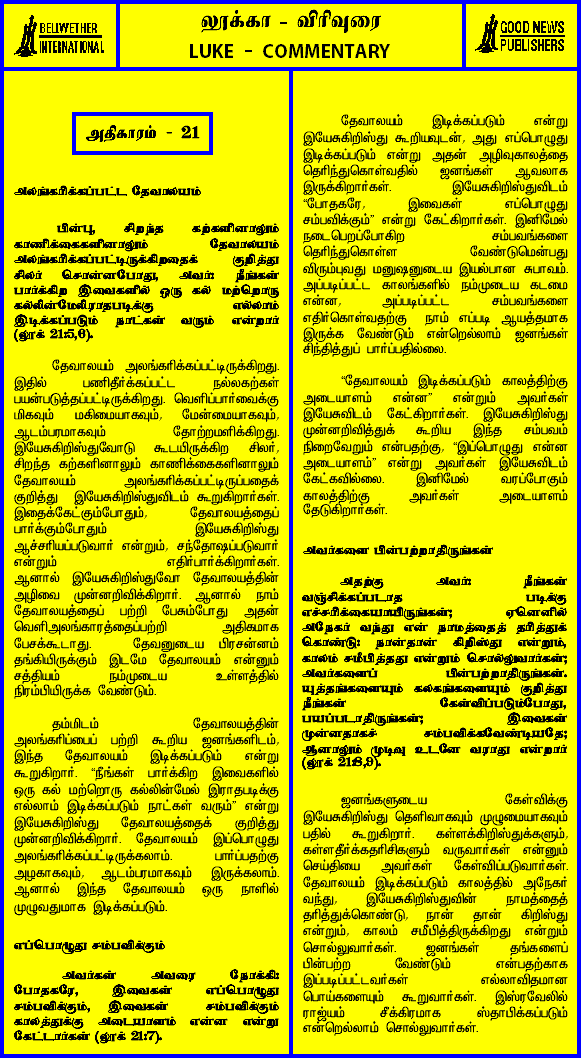 BELWETHER
INTERNATIONAL
லூக்கா - விரிவுரை
LUKE - COMMENTARY
GOOD NEWS
PUBLISHERS
அதிகாரம் - 21
அலங்கரிக்கப்பட்ட தேவாலயம்
பின்பு, சிறந்த கற்களினாலும்
காணிக்கைகளினாலும் தேவாலயம்
அலங்கரிக்கப்பட்டிருக்கிறதைக் குறித்து
சிலர் சொன்னபோது, அவர்: நீங்கள்
பார்க்கிற இவைகளில் ஒரு கல் மற்றொரு
கல்லின்மேலிராதபடிக்கு எல்லாம்
இடிக்கப்படும் நாட்கள் வரும் என்றார்
(லூக் 21:5,6).
தேவாலயம் அலங்கரிக்கப்பட்டிருக்கிறது.
இதில் பணிதீர்க்கப்பட்ட நல்லகற்கள்
பயன்படுத்தப்பட்டிருக்கிறது. வெளிப்பார்வைக்கு
மிகவும் மகிமையாகவும், மேன்மையாகவும்,
ஆடம்பரமாகவும் தோற்றமளிக்கிறது.
இயேசுகிறிஸ்துவோடு கூடயிருக்கிற சிலர்,
சிறந்த கற்களினாலும் காணிக்கைகளினாலும்
தேவாலயம் அலங்கரிக்கப்பட்டிருப்பதைக்
குறித்து இயேசுகிறிஸ்துவிடம் கூறுகிறார்கள்.
இதைக்கேட்கும்போதும், தேவாலயத்தைப்
பார்க்கும்போதும் இயேசுகிறிஸ்து
ஆச்சரியப்படுவார் என்றும், சந்தோஷப்படுவார்
என்றும் எதிர்பார்க்கிறார்கள்.
ஆனால் இயேசுகிறிஸ்துவோ தேவாலயத்தின்
அழிவை முன்னறிவிக்கிறார். ஆனால் நாம்
தேவாலயத்தைப் பற்றி பேசும்போது அதன்
வெளிஅலங்காரத்தைப்பற்றி அதிகமாக
பேசக்கூடாது. தேவனுடைய பிரசன்னம்
தங்கியிருக்கும் இடமே தேவாலயம் என்னும்
சத்தியம் நம்முடைய உள்ளத்தில்
நிரம்பியிருக்க வேண்டும்.
தம்மிடம் தேவாலயத்தின்
அலங்கரிப்பைப் பற்றி கூறிய ஜனங்களிடம்,
இந்த தேவாலயம் இடிக்கப்படும் என்று
கூறுகிறார். “நீங்கள் பார்க்கிற இவைகளில்
ஒரு கல் மற்றொரு கல்லின்மேல் இராதபடிக்கு
எல்லாம் இடிக்கப்படும் நாட்கள் வரும்” என்று
இயேசுகிறிஸ்து தேவாலயத்தைக் குறித்து
முன்னறிவிக்கிறார். தேவாலயம் இப்பொழுது
அலங்கரிக்கப்பட்டிருக்கலாம். பார்ப்பதற்கு
அழகாகவும், ஆடம்பரமாகவும் இருக்கலாம்.
ஆனால் இந்த தேவாலயம் ஒரு நாளில்
முழுவதுமாக இடிக்கப்படும்.
எப்பொழுது சம்பவிக்கும்
அவர்கள் அவரை நோக்கி:
போதகரே, இவைகள் எப்பொழுது
சம்பவிக்கும், இவைகள் சம்பவிக்கும்
காலத்துக்கு அடையாளம் என்ன என்று
கேட்டார்கள் (லூக் 21:7).
தேவாலயம் இடிக்கப்படும் என்று
இயேசுகிறிஸ்து கூறியவுடன், அது எப்பொழுது
இடிக்கப்படும் என்று அதன் அழிவுகாலத்தை
தெரிந்துகொள்வதில் ஜனங்கள் ஆவலாக
இருக்கிறார்கள். இயேசுகிறிஸ்துவிடம்
“போதகரே, இவைகள் எப்பொழுது
சம்பவிக்கும்” என்று கேட்கிறார்கள். இனிமேல்
நடைபெறப்போகிற சம்பவங்களை
தெரிந்துகொள்ள வேண்டுமென்பது
விரும்புவது மனுஷனுடைய இயல்பான சுபாவம்.
அப்படிப்பட்ட காலங்களில் நம்முடைய கடமை
என்ன, அப்படிப்பட்ட சம்பவங்களை
எதிர்கொள்வதற்கு நாம் எப்படி ஆயத்தமாக
இருக்க வேண்டும் என்றெல்லாம் ஜனங்கள்
சிந்தித்துப் பார்ப்பதில்லை.
“தேவாலயம் இடிக்கப்படும் காலத்திற்கு
அடையாளம் என்ன” என்றும் அவர்கள்
இயேசுவிடம் கேட்கிறார்கள். இயேசுகிறிஸ்து
முன்னறிவித்துக் கூறிய இந்த சம்பவம்
நிறைவேறும் என்பதற்கு, “இப்பொழுது என்ன
அடையாளம்” என்று அவர்கள் இயேசுவிடம்
கேட்கவில்லை. இனிமேல் வரப்போகும்
காலத்திற்கு அவர்கள் அடையாளம்
தேடுகிறார்கள்.
அவர்களை பின்பற்றாதிருங்கள்
அதற்கு அவர்: நீங்கள்
வஞ்சிக்கப்படாத படிக்கு
எச்சரிக்கையாயிருங்கள்; ஏனெனில்
அநேகர் வந்து என் நாமத்தைத் தரித்துக்
கொண்டு: நான்தான் கிறிஸ்து என்றும்,
காலம் சமீபித்தது என்றும் சொல்லுவார்கள்;
அவர்களைப் பின்பற்றாதிருங்கள்.
யுத்தங்களையும் கலகங்களையும் குறித்து
நீங்கள் கேள்விப்படும்போது,
பயப்படாதிருங்கள்; இவைகள்
முன்னதாகச் சம்பவிக்கவேண்டியதே;
ஆனாலும் முடிவு உடனே வராது என்றார்
(லூக் 21:8,9).
ஜனங்களுடைய கேள்விக்கு
இயேசுகிறிஸ்து தெளிவாகவும் முழுமையாகவும்
பதில் கூறுகிறார். கள்ளக்கிறிஸ்துக்களும்,
கள்ளதீர்க்கதரிசிகளும் வருவார்கள் என்னும்
செய்தியை அவர்கள் கேள்விப்படுவார்கள்.
தேவாலயம் இடிக்கப்படும் காலத்தில் அநேகர்
வந்து, இயேசுகிறிஸ்துவின் நாமத்தைத்
தரித்துக்கொண்டு, நான் தான் கிறிஸ்து
என்றும், காலம் சமீபித்திருக்கிறது என்றும்
சொல்லுவார்கள். ஜனங்கள் தங்களைப்
பின்பற்ற வேண்டும் என்பதற்காக
இப்படிப்பட்டவர்கள் எல்லாவிதமான
பொய்களையும் கூறுவார்கள். இஸ்ரவேலில்
ராஜ்யம் சீக்கிரமாக ஸ்தாபிக்கப்படும்
என்றெல்லாம் சொல்லுவார்கள்.